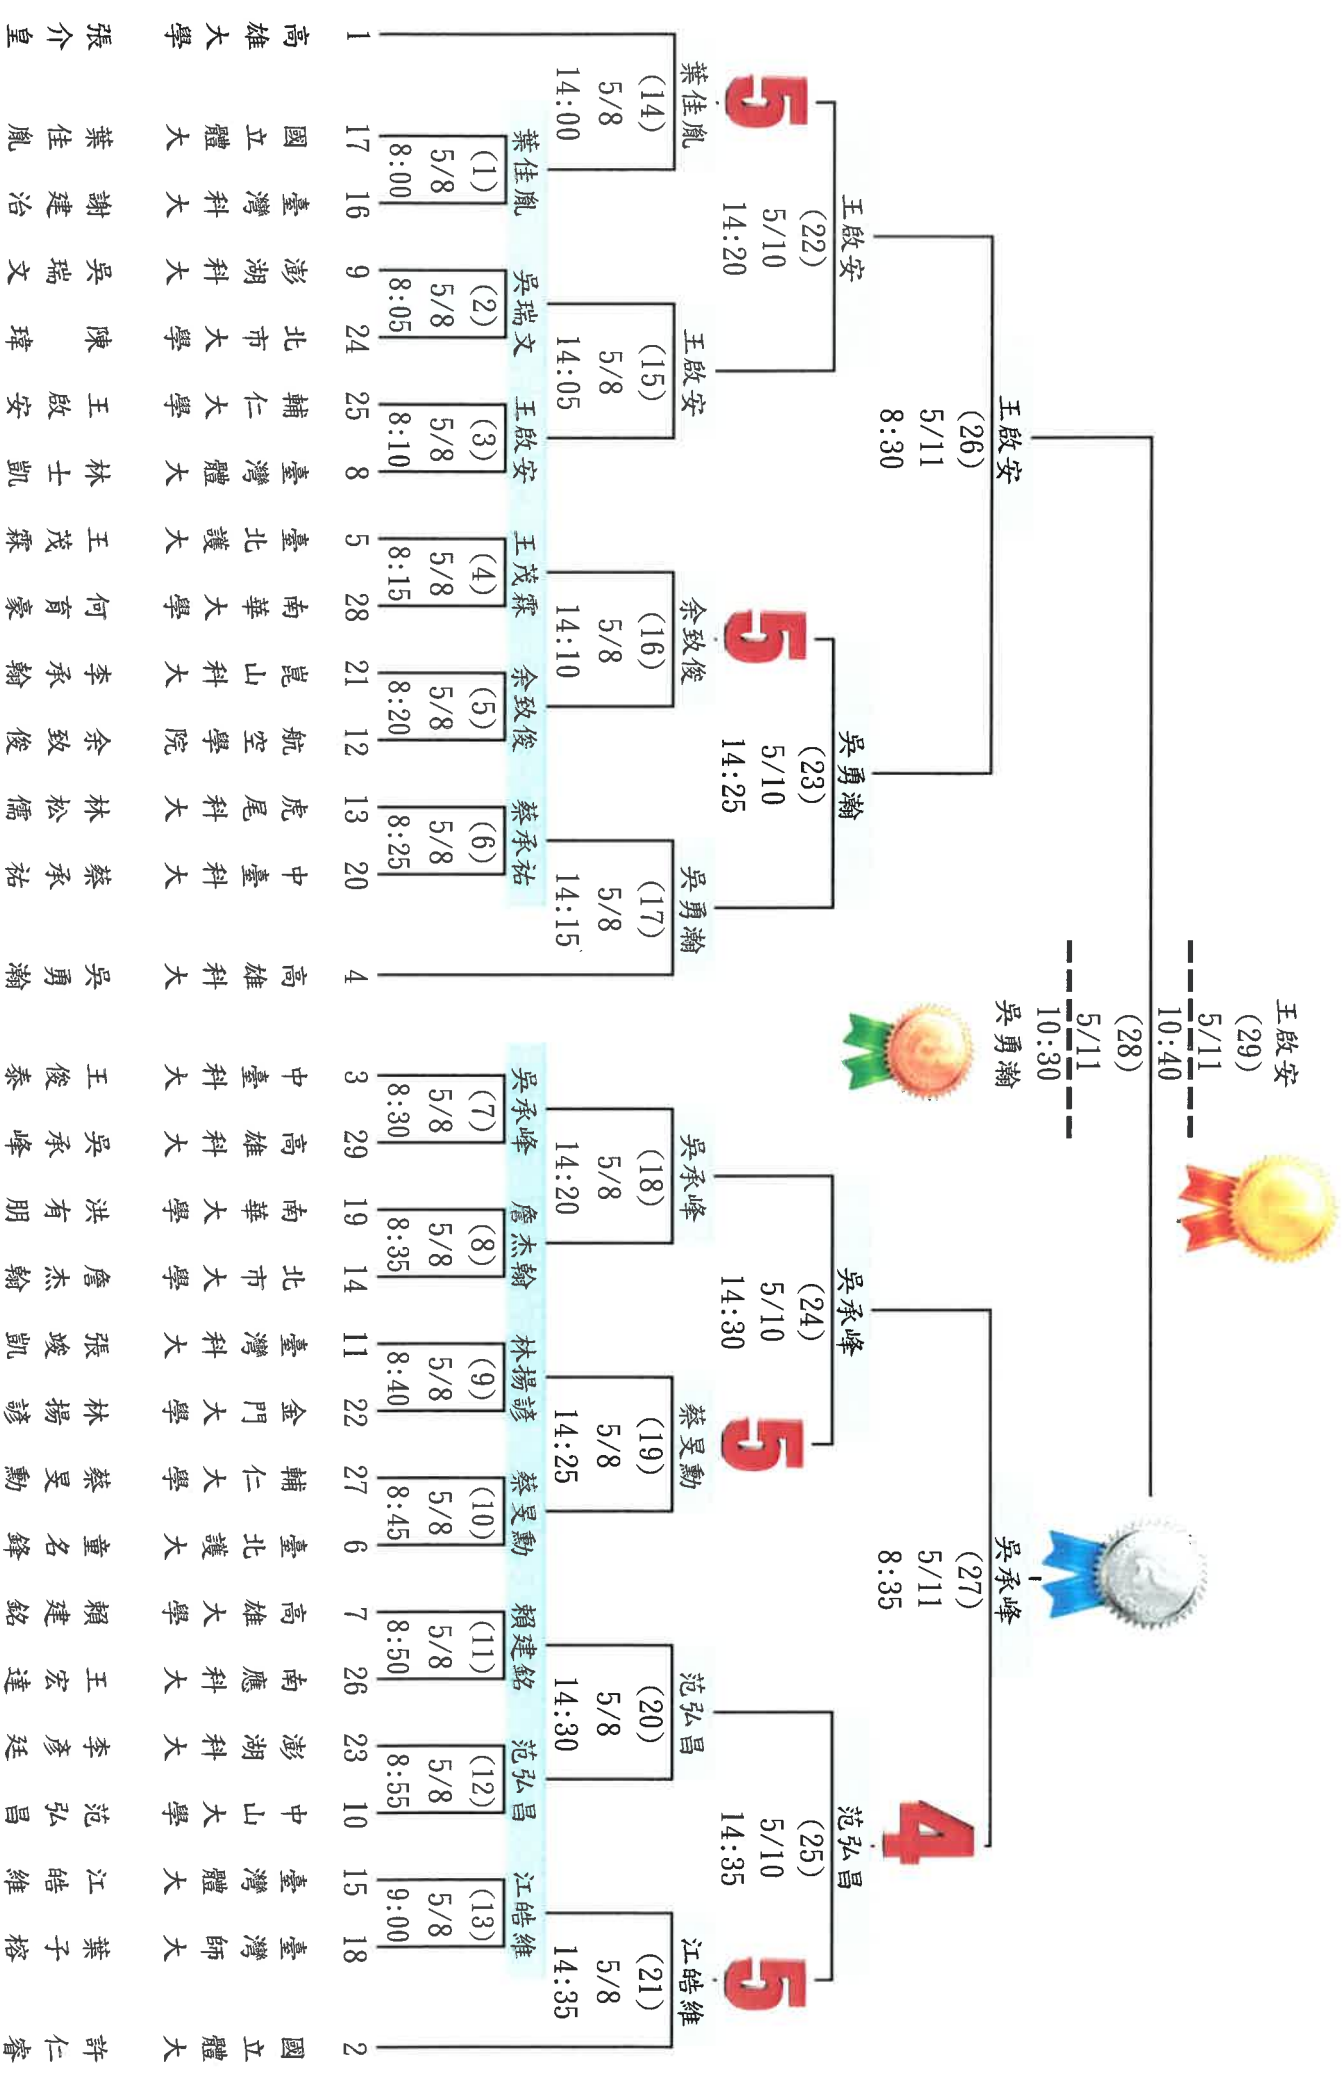 王啟安
(29)
5/11
10:40
(28)
5/11
10:30
吳勇瀚
王啟安
(26)
5/11
8:30
吳承峰
(27)
5/11
8:35
4
王啟安
(22)
5/10
14:20
吳勇瀚
(23)
5/10
14:25
吳承峰
(24)
5/10
14:30
范弘昌
(25)
5/10
14:35
5
5
5
5
葉佳胤
(14)
5/8
14:00
王啟安
(15)
5/8
14:05
余致俊
(16)
5/8
14:10
吳勇瀚
(17)
5/8
14:15
吳承峰
(18)
5/8
14:20
蔡旻勳
(19)
5/8
14:25
范弘昌
(20)
5/8
14:30
江皓維
(21)
5/8
14:35
葉佳胤
(1)
5/8
8:00
吳瑞文
(2)
5/8
8:05
王啟安
(3)
5/8
8:10
王茂霖
(4)
5/8
8:15
余致俊
(5)
5/8
8:20
蔡承祐
(6)
5/8
8:25
吳承峰
(7)
5/8
8:30
詹杰翰
(8)
5/8
8:35
林揚諺
(9)
5/8
8:40
蔡旻勳
(10)
5/8
8:45
賴建銘
(11)
5/8
8:50
范弘昌
(12)
5/8
8:55
江皓維
(13)
5/8
9:00
1 高雄大學 張介皇
17 國立體大 葉佳胤
16 臺灣科大 謝建治
9 澎湖科大 吳瑞文
24 北市大學 陳瑋
25 輔仁大學 王啟安
8 臺灣體大 林士凱
5 臺北護大 王茂霖
28 南華大學 何育豪
21 崑山科大 李承翰
12 航空學院 余致俊
13 虎尾科大 林松儒
20 中臺科大 蔡承祐
4 高雄科大 吳勇瀚
3 中臺科大 王俊泰
29 高雄科大 吳承峰
19 南華大學 洪有朋
14 北市大學 詹杰翰
11 臺灣科大 張竣凱
22 金門大學 林揚諺
27 輔仁大學 蔡旻勳
6 臺北護大 童名鋒
7 高雄大學 賴建銘
26 南應科大 王宏達
23 澎湖科大 李彥廷
10 中山大學 范弘昌
15 臺灣體大 江皓維
18 臺灣師大 葉子榕
2 國立體大 許仁睿